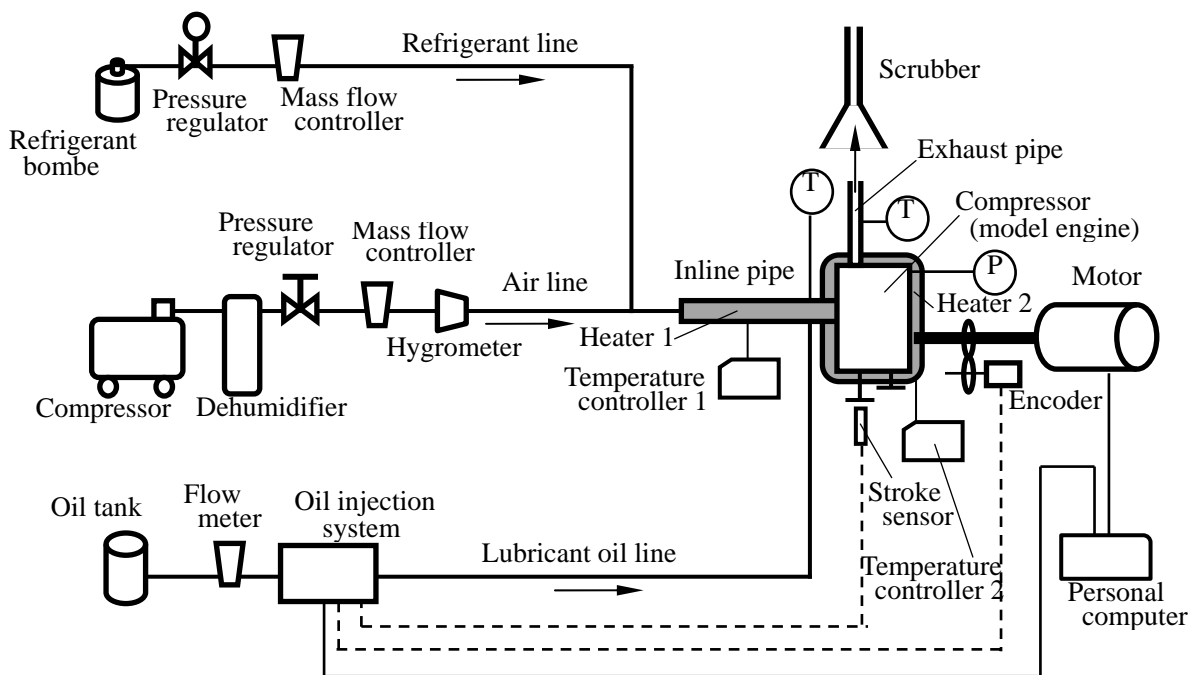 Refrigerant line
Pressure
regulator
Mass flow
controller
Refrigerant
bombe
Scrubber
Exhaust pipe
T
T
Compressor
(model engine)
P
Pressure
regulator
Mass flow
controller
Air line
Inline pipe
Motor
Heater 2
Hygrometer
Heater 1
Compressor
Dehumidifier
Temperature
controller 1
Encoder
Oil tank
Flow
meter
Oil injection
system
Stroke
sensor
Lubricant oil line
Temperature
controller 2
Personal
computer